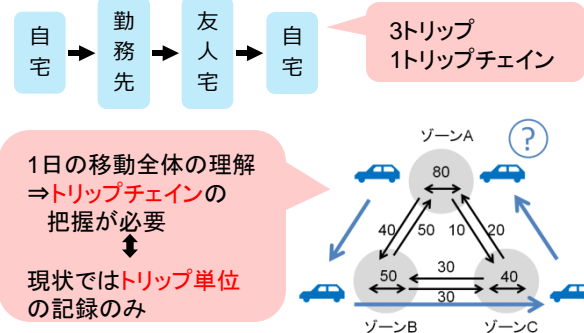 自宅
勤務先
友人宅
自宅
3トリップ
1トリップチェイン
1日の移動全体の理解
⇒トリップチェインの
把握が必要
現状ではトリップ単位
の記録のみ
ゾーンA
?
80
40
50
10
20
50
30
40
30
ゾーンB
ゾーンC